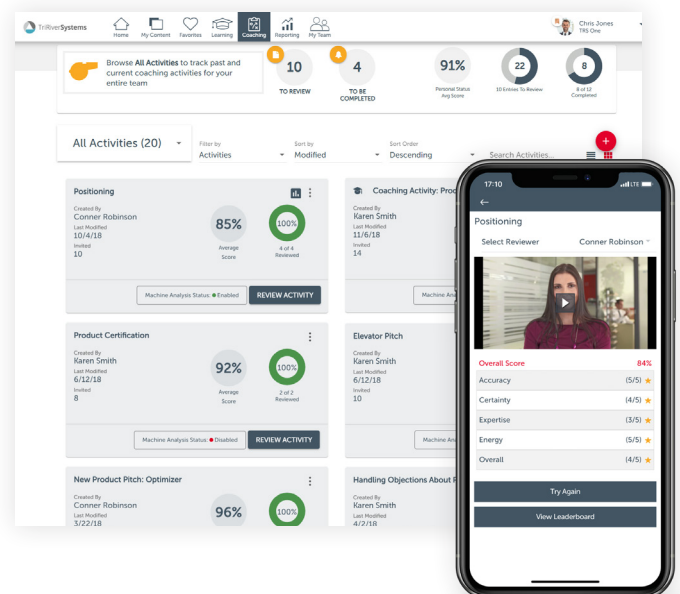 TriRiverSystems
Home
My Content
Favorites
Learning
Coaching
Reporting
My Team
Chris Jones
TRS One
Browse All Activities to track past and
current coaching activities for your
entire team
10
TO REVIEW
4
TO BE
COMPLETED
91%
Personal Status
Avg Score
22
10 Entries To Review
8
8 of 12
Completed
All Activities (20)
Filter by
Activities
Sort by
Modified
Sort Order
Descending
Search Activities...
+
Positioning
Created By
Conner Robinson
Last Modified
10/4/18
Invited
10
85%
Average
Score
100%
4 of 4
Reviewed
Machine Analysis Status: Enabled
REVIEW ACTIVITY
Coaching Activity: Proc
Created By
Karen Smith
Last Modified
11/6/18
Invited
14
Machine Ana
Product Certification
Created By
Karen Smith
Last Modified
6/12/18
Invited
8
92%
Average
Score
100%
2 of 2
Reviewed
Machine Analysis Status: Disabled
REVIEW ACTIVITY
Elevator Pitch
Created By
Karen Smith
Last Modified
6/12/18
Invited
10
Machine Ana
New Product Pitch: Optimizer
Created By
Conner Robinson
Last Modified
3/22/18
96%
100%
Handling Objections About
Created By
Karen Smith
Last Modified
4/2/18
17:10
LTE
Positioning
Select Reviewer
Conner Robinson
Overall Score 84%
Accuracy (5/5)
Certainty (4/5)
Expertise (3/5)
Energy (5/5)
Overall (4/5)
Try Again
View Leaderboard